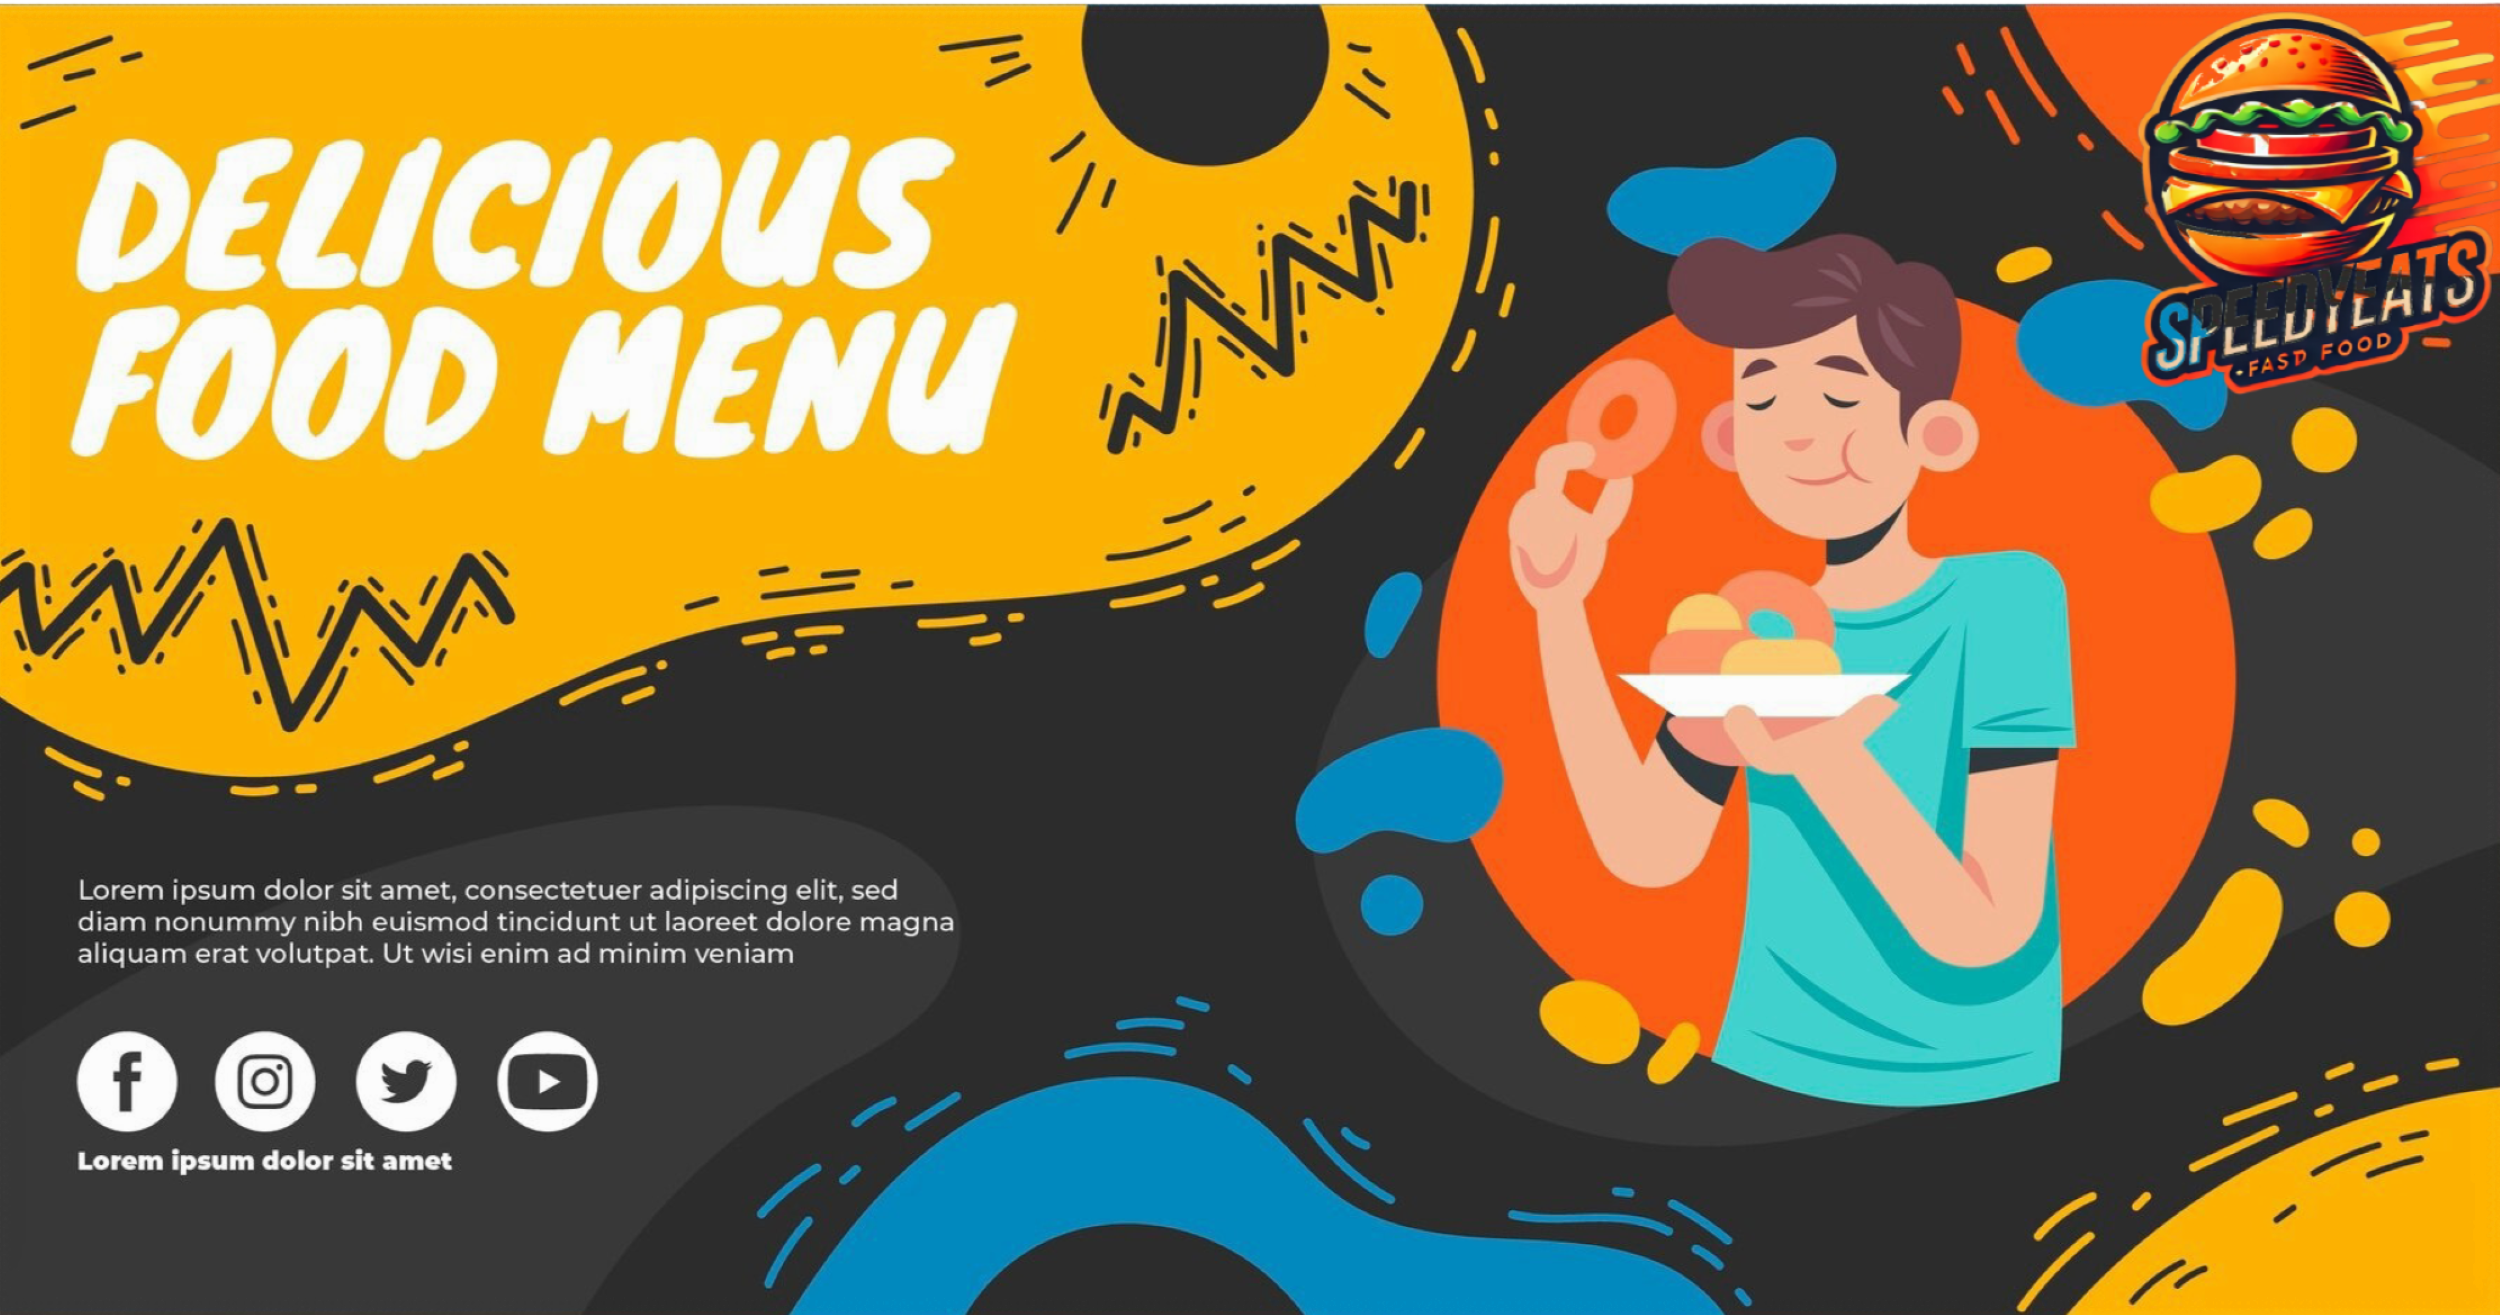 DELICIOUS
FOOD MENU
SPEEDYEATS
• FASD FOOD
Lorem ipsum dolor sit amet, consectetuer adipiscing elit, sed
diam nonummy nibh euismod tincidunt ut laoreet dolore magna
aliquam erat volutpat. Ut wisi enim ad minim veniam
Lorem ipsum dolor sit amet